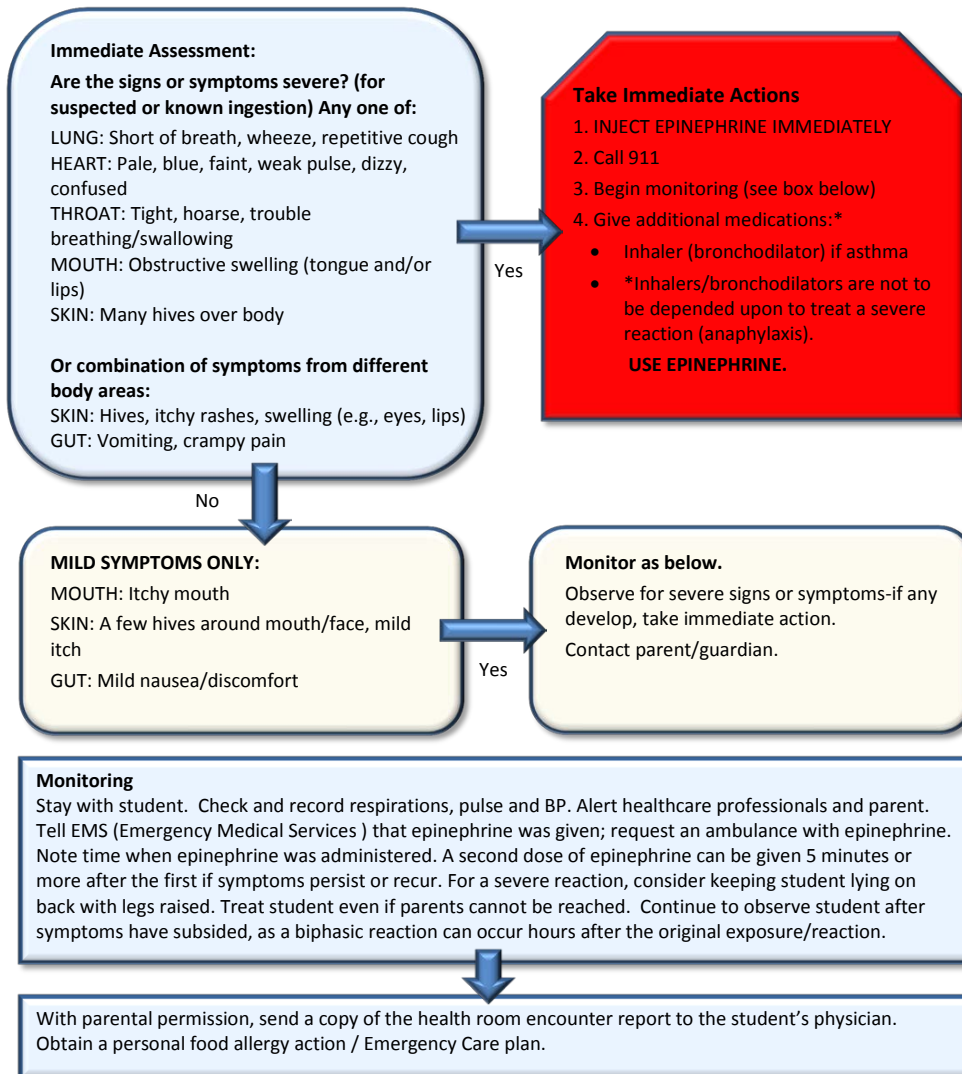 Immediate Assessment:
Are the signs or symptoms severe? (for
suspected or known ingestion) Any one of:
LUNG: Short of breath, wheeze, repetitive cough
HEART: Pale, blue, faint, weak pulse, dizzy,
confused
THROAT: Tight, hoarse, trouble
breathing/swallowing
MOUTH: Obstructive swelling (tongue and/or
lips)
SKIN: Many hives over body
Or combination of symptoms from different
body areas:
SKIN: Hives, itchy rashes, swelling (e.g., eyes, lips)
GUT: Vomiting, crampy pain
Yes
Take Immediate Actions
1. INJECT EPINEPHRINE IMMEDIATELY
2. Call 911
3. Begin monitoring (see box below)
4. Give additional medications:*
• Inhaler (bronchodilator) if asthma
• *Inhalers/bronchodilators are not to
be depended upon to treat a severe
reaction (anaphylaxis).
USE EPINEPHRINE.
No
MILD SYMPTOMS ONLY:
MOUTH: Itchy mouth
SKIN: A few hives around mouth/face, mild
itch
GUT: Mild nausea/discomfort
Yes
Monitor as below.
Observe for severe signs or symptoms-if any
develop, take immediate action.
Contact parent/guardian.
Monitoring
Stay with student. Check and record respirations, pulse and BP. Alert healthcare professionals and parent.
Tell EMS (Emergency Medical Services ) that epinephrine was given; request an ambulance with epinephrine.
Note time when epinephrine was administered. A second dose of epinephrine can be given 5 minutes or
more after the first if symptoms persist or recur. For a severe reaction, consider keeping student lying on
back with legs raised. Treat student even if parents cannot be reached. Continue to observe student after
symptoms have subsided, as a biphasic reaction can occur hours after the original exposure/reaction.
With parental permission, send a copy of the health room encounter report to the student's physician.
Obtain a personal food allergy action / Emergency Care plan.